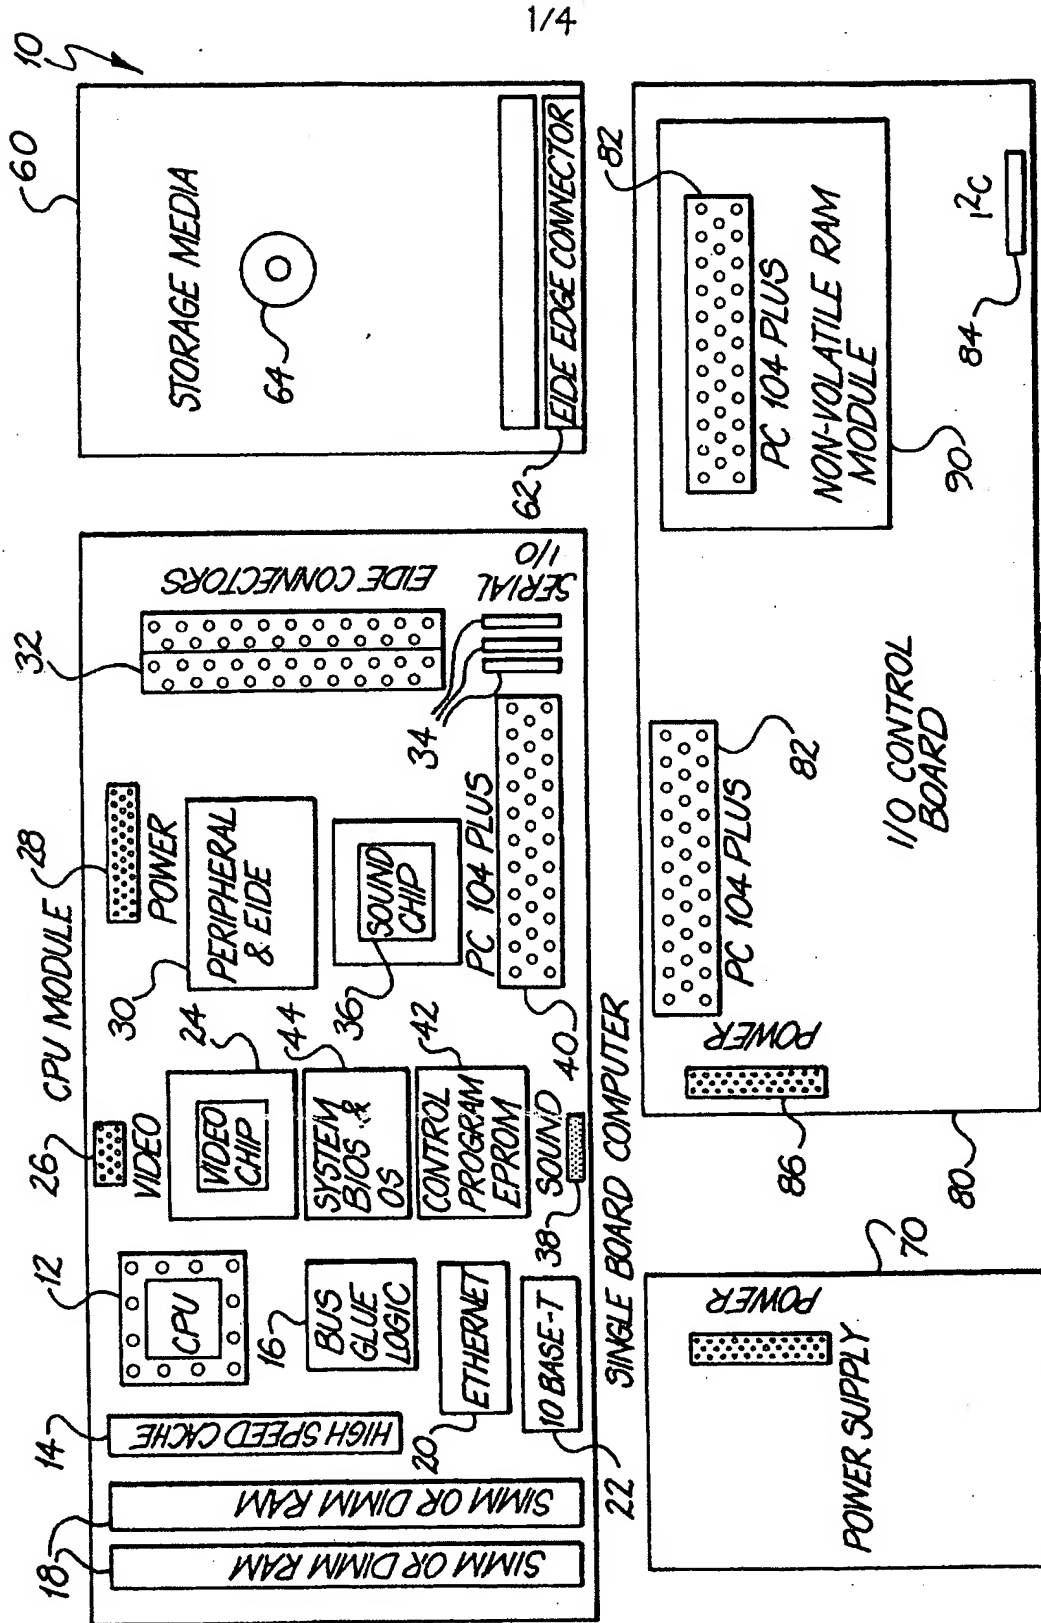 1/4
10
60
STORAGE MEDIA
64
EIDE EDGE CONNECTOR
62
CPU MODULE
18
SIMM OR DIMM RAM
SIMM OR DIMM RAM
14
HIGH SPEED CACHE
12
CPU
16
BUS
GLUE
LOGIC
20
ETHERNET
22
10 BASE-T
26
VIDEO
24
VIDEO
CHIP
44
SYSTEM
BIOS &
OS
42
CONTROL
PROGRAM
EPROM
38
SOUND
28
POWER
30
PERIPHERAL
& EIDE
36
SOUND
CHIP
40
PC 104 PLUS
32
EIDE CONNECTORS
34
SERIAL
I/O
SINGLE BOARD COMPUTER
70
POWER
POWER SUPPLY
80
86
POWER
82
PC 104 PLUS
I/O CONTROL
BOARD
82
PC 104 PLUS
NON-VOLATILE RAM
MODULE
90
84
I2C